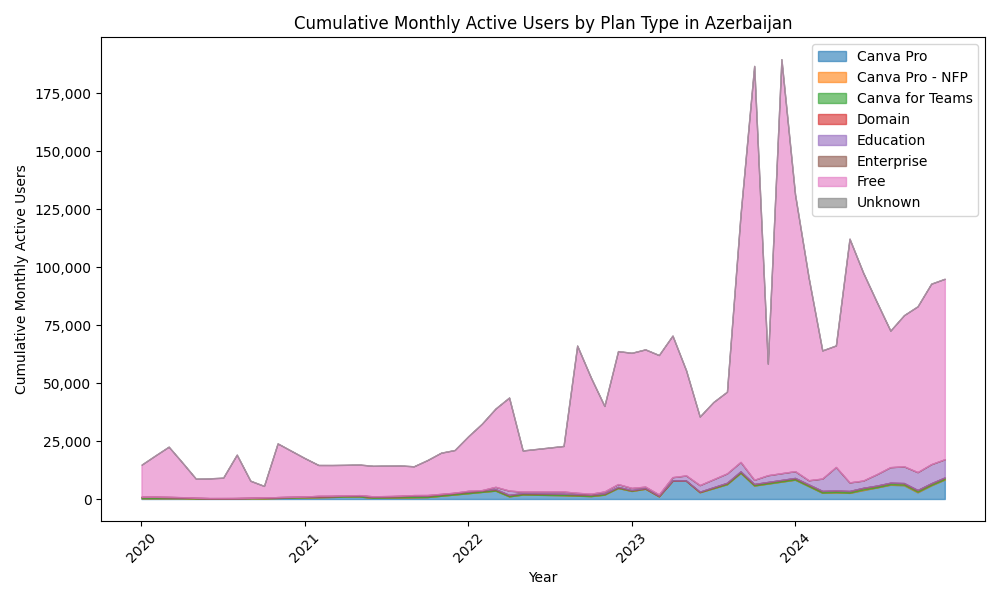 Cumulative Monthly Active Users by Plan Type in Azerbaijan
Canva Pro
Canva Pro - NFP
Canva for Teams
Domain
Education
Enterprise
Free
Unknown
Cumulative Monthly Active Users
175,000
150,000
125,000
100,000
75,000
50,000
25,000
0
2020
2021
2022
2023
2024
Year